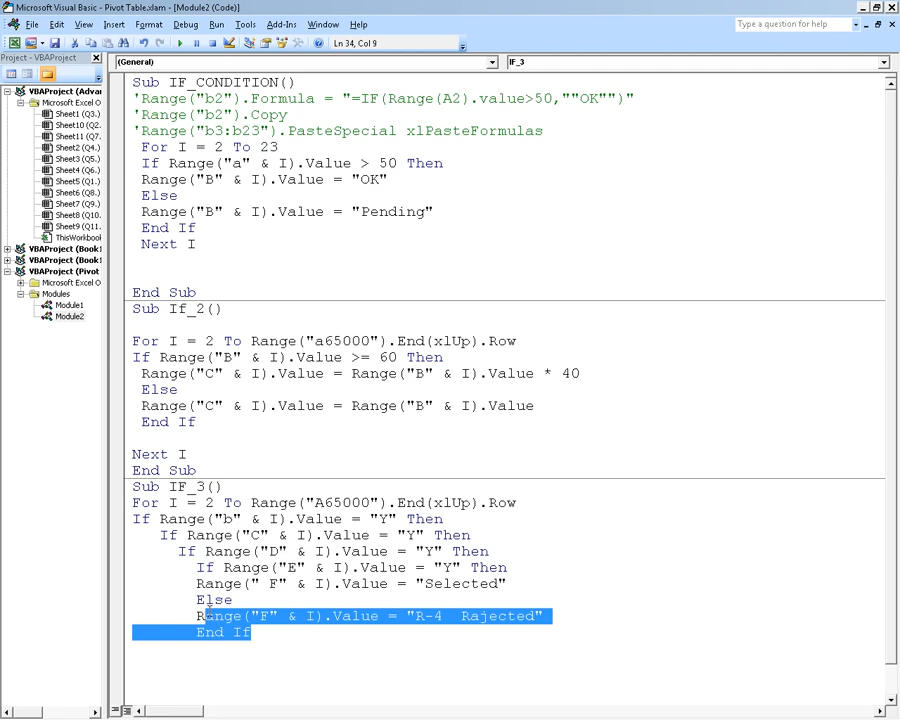 Microsoft Visual Basic - Pivot Table.xlam - [Module2 (Code)]
File Edit View Insert Format Debug Run Tools Add-Ins Window Help
Type a question for help
Ln 34, Col 9
Project - VBAProject
(General)
IF_3
VBAProject (Advar
Microsoft Excel O
Sheet1 (Q3.)
Sheet10 (Q2.
Sheet11 (Q7.
Sheet2 (Q4.)
Sheet3 (Q5.)
Sheet4 (Q6.)
Sheet5 (Q1.)
Sheet6 (Q8.)
Sheet7 (Q9.)
Sheet8 (Q10.
Sheet9 (Q11.
ThisWorkbook
VBAProject (Book1
VBAProject (Book1
VBAProject (Pivot
Microsoft Excel O
Modules
Module1
Module2
Sub IF_CONDITION()
'Range("b2").Formula = "=IF(Range(A2).value>50,""OK"")"
'Range("b2").Copy
'Range("b3:b23").PasteSpecial xlPasteFormulas
For I = 2 To 23
If Range("a" & I).Value > 50 Then
Range("B" & I).Value = "OK"
Else
Range("B" & I).Value = "Pending"
End If
Next I
End Sub
Sub If_2()
For I = 2 To Range("a65000").End(xlUp).Row
If Range("B" & I).Value >= 60 Then
Range("C" & I).Value = Range("B" & I).Value * 40
Else
Range("C" & I).Value = Range("B" & I).Value
End If
Next I
End Sub
Sub IF_3()
For I = 2 To Range("A65000").End(xlUp).Row
If Range("b" & I).Value = "Y" Then
If Range("C" & I).Value = "Y" Then
If Range("D" & I).Value = "Y" Then
If Range("E" & I).Value = "Y" Then
Range(" F" & I).Value = "Selected"
Else
Range("F" & I).Value = "R-4  Rajected"
End If